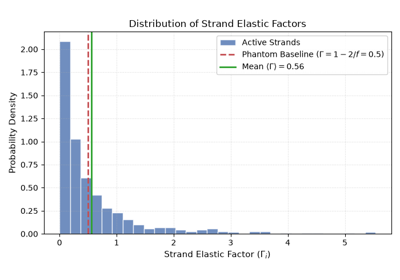 Distribution of Strand Elastic Factors
Active Strands
Phantom Baseline (Γ = 1 − 2/f = 0.5)
Mean ⟨Γ⟩ = 0.56
Probability Density
2.00
1.75
1.50
1.25
1.00
0.75
0.50
0.25
0.00
0 1 2 3 4 5
Strand Elastic Factor (Γᵢ)